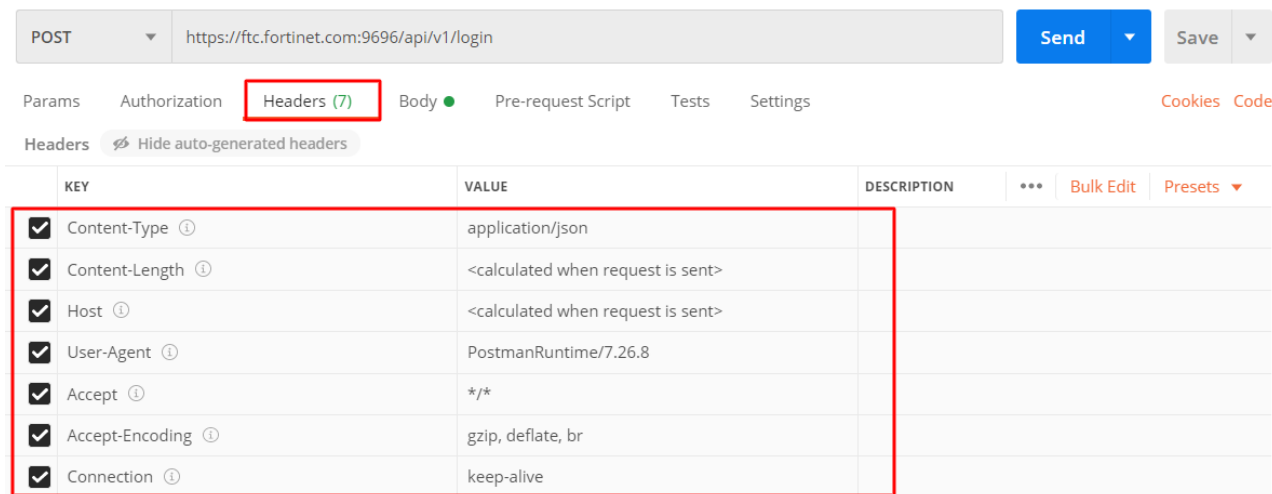 POST https://ftc.fortinet.com:9696/api/v1/login Send Save
Params Authorization Headers (7) Body Pre-request Script Tests Settings Cookies Code
Headers Hide auto-generated headers
KEY VALUE DESCRIPTION ••• Bulk Edit Presets
Content-Type application/json
Content-Length <calculated when request is sent>
Host <calculated when request is sent>
User-Agent PostmanRuntime/7.26.8
Accept */*
Accept-Encoding gzip, deflate, br
Connection keep-alive